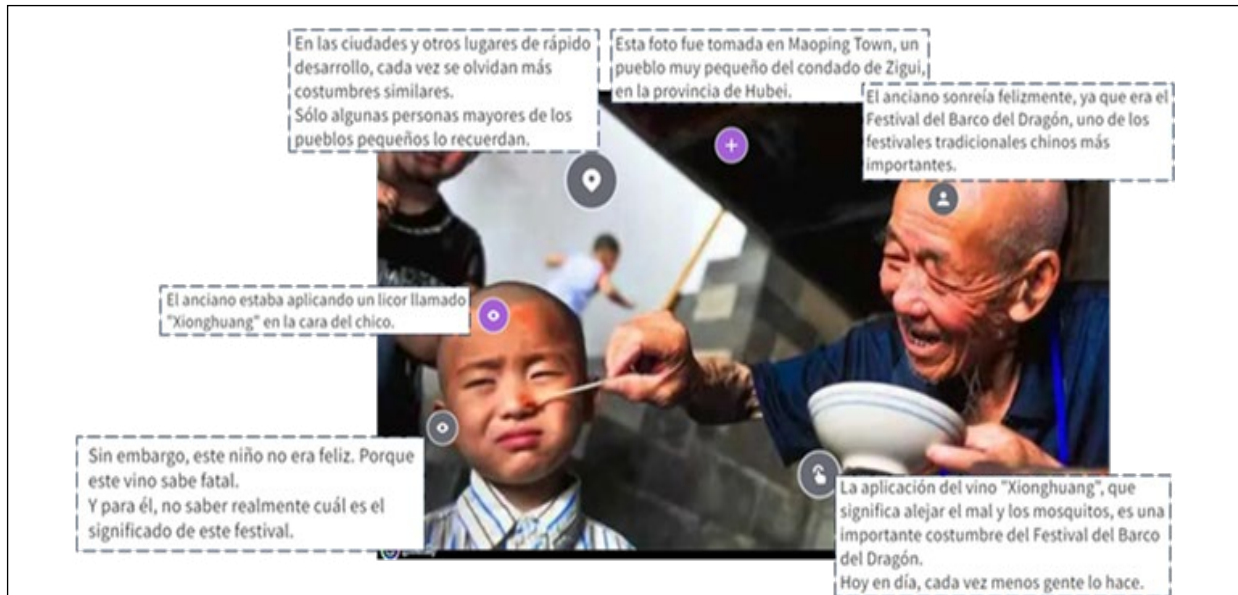 En las ciudades y otros lugares de rápido
desarrollo, cada vez se olvidan más
costumbres similares.
Sólo algunas personas mayores de los
pueblos pequeños lo recuerdan.
Esta foto fue tomada en Maoping Town, un
pueblo muy pequeño del condado de Zigui,
en la provincia de Hubei.
El anciano sonreía felizmente, ya que era el
Festival del Barco del Dragón, uno de los
festivales tradicionales chinos más
importantes.
El anciano estaba aplicando un licor llamado
"Xionghuang" en la cara del chico.
Sin embargo, este niño no era feliz. Porque
este vino sabe fatal.
Y para él, no saber realmente cuál es el
significado de este festival.
La aplicación del vino "Xionghuang", que
significa alejar el mal y los mosquitos, es una
importante costumbre del Festival del Barco
del Dragón.
Hoy en día, cada vez menos gente lo hace.